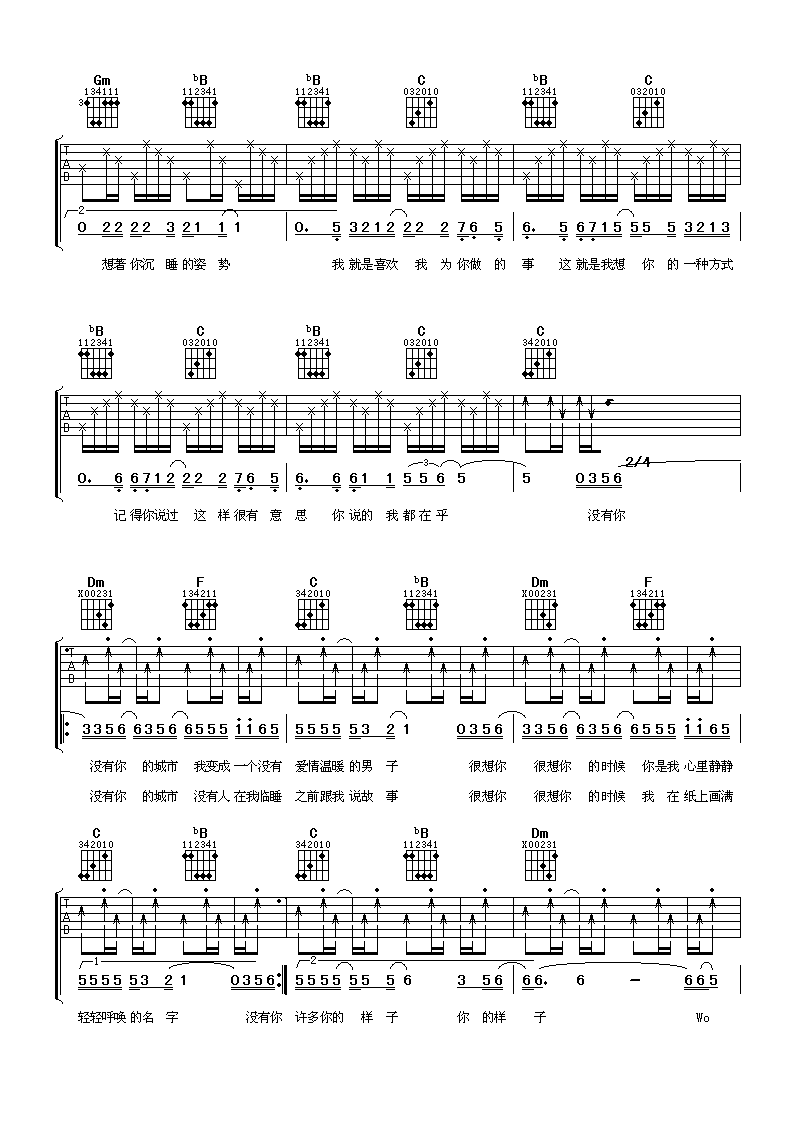 Gm ᵇB ᵇB C ᵇB C
134111 112341 112341 032010 112341 032010
3
T A B
2
0 2 2 2 2 3 2 1 1 1 0. 5 3 2 1 2 2 2 2 7 6 5 6. 5 6 7 1 5 5 5 5 3 2 1 3
想著你沉 睡的姿 势 我就是喜欢 我 为你做 的 事 这就是我想 你 的一种方式
ᵇB C ᵇB C C
112341 032010 112341 032010 342010
T A B
2/4
3
0. 6 6 7 1 2 2 2 2 7 6 5 6. 6 6 1 1 5 5 6 5 5 0 3 5 6
记得你说过 这 样很有 意 思 你说的 我都在乎 没有你
Dm F C ᵇB Dm F
X00231 134211 342010 112341 X00231 134211
T A B
3 3 5 6 6 3 5 6 6 5 5 5 1 1 6 5 5 5 5 5 5 3 2 1 0 3 5 6 3 3 5 6 6 3 5 6 6 5 5 5 1 1 6 5
没有你 的城市 我变成一个没有 爱情温暖的男 子 很想你 很想你 的时候 你是我心里静静
没有你 的城市 没有人在我临睡 之前跟我说故 事 很想你 很想你 的时候 我 在纸上画满
C ᵇB C ᵇB Dm
342010 112341 342010 112341 X00231
T A B
1 2
5 5 5 5 5 3 2 1 0 3 5 6 5 5 5 5 5 5 5 6 3 5 6 6 6. 6 – 6 6 5
轻轻呼唤的名 字 没有你 许多你的 样 子 你 的样 子 Wo